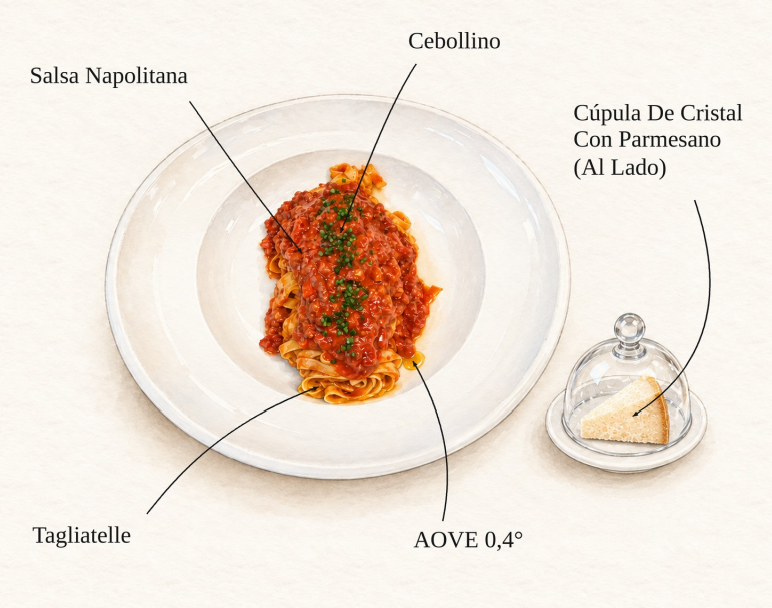 Cebollino
Salsa Napolitana
Cúpula De Cristal
Con Parmesano
(Al Lado)
Tagliatelle
AOVE 0,4°